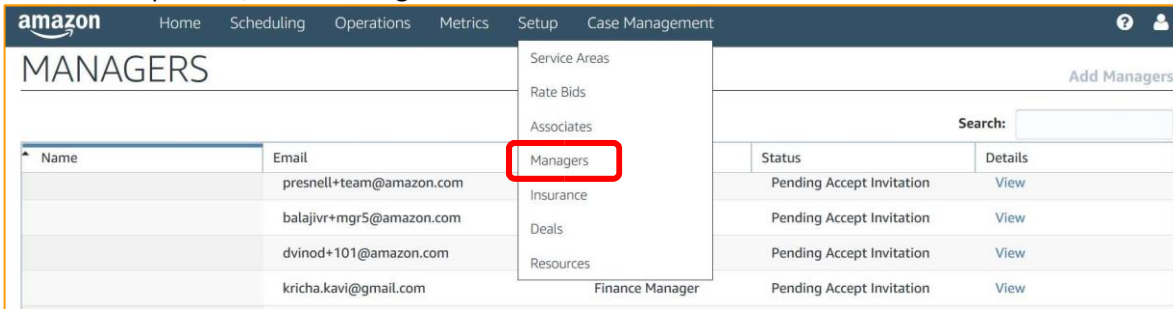 amazon Home Scheduling Operations Metrics Setup Case Management
MANAGERS
Add Managers
Service Areas
Rate Bids
Associates
Managers
Insurance
Deals
Resources
Search:
Name Email Status Details
presnell+team@amazon.com Pending Accept Invitation View
balajivr+mgr5@amazon.com Pending Accept Invitation View
dvinod+101@amazon.com Pending Accept Invitation View
kricha.kavi@gmail.com Finance Manager Pending Accept Invitation View